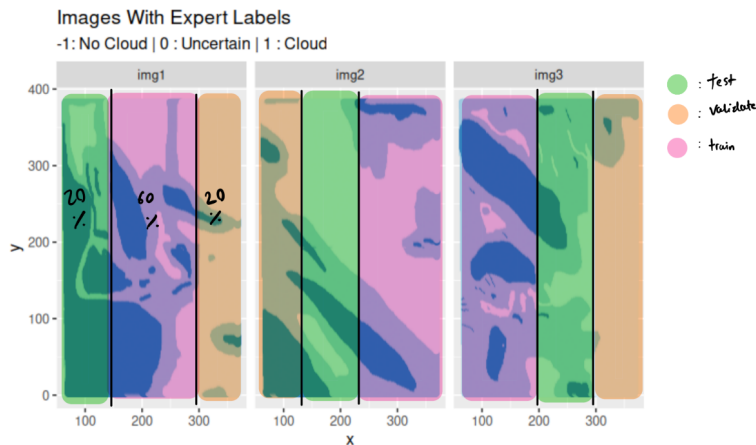 Images With Expert Labels
-1: No Cloud | 0 : Uncertain | 1 : Cloud
img1 img2 img3
: test
: validate
: train
400
300
200
100
0
y
20 % 60 % 20 %
100 200 300 100 200 300 100 200 300
x